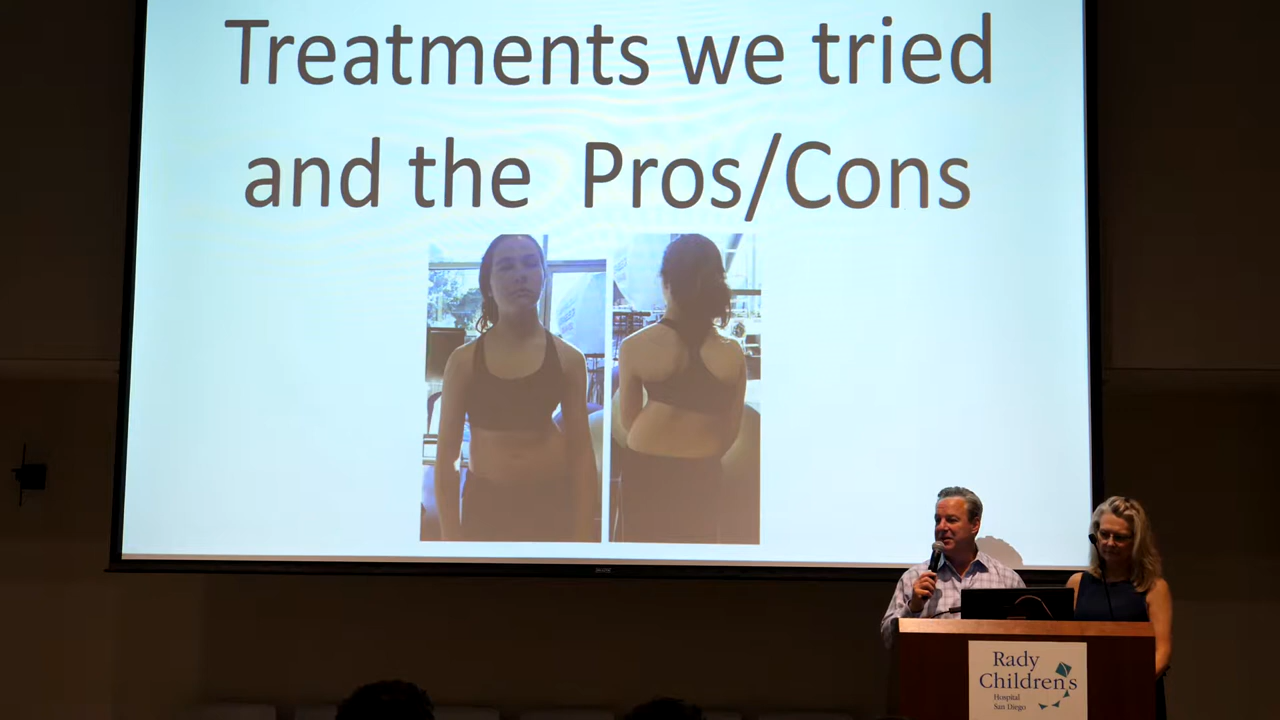 Treatments we tried
and the Pros/Cons
Rady
Children's
Hospital
San Diego